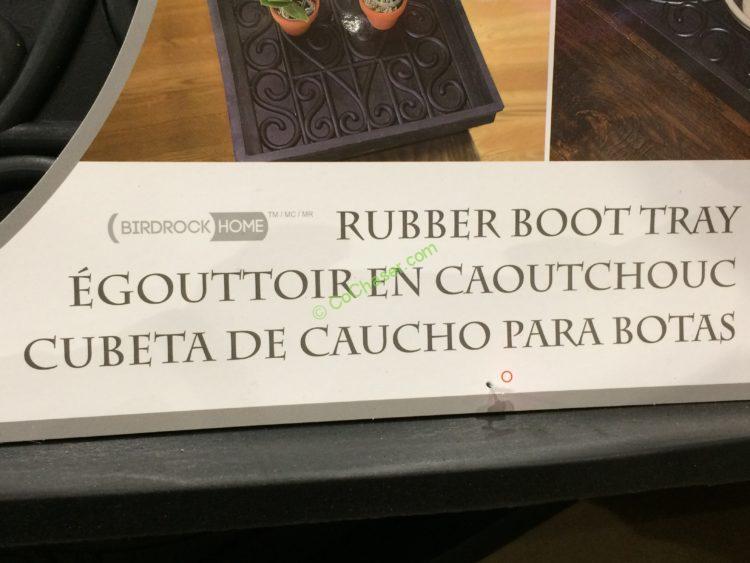 BIRDROCK HOME TM / MC / MR RUBBER BOOT TRAY
ÉGOUTTOIR EN CAOUTCHOUC
© CoChaser.com
CUBETA DE CAUCHO PARA BOTAS
O